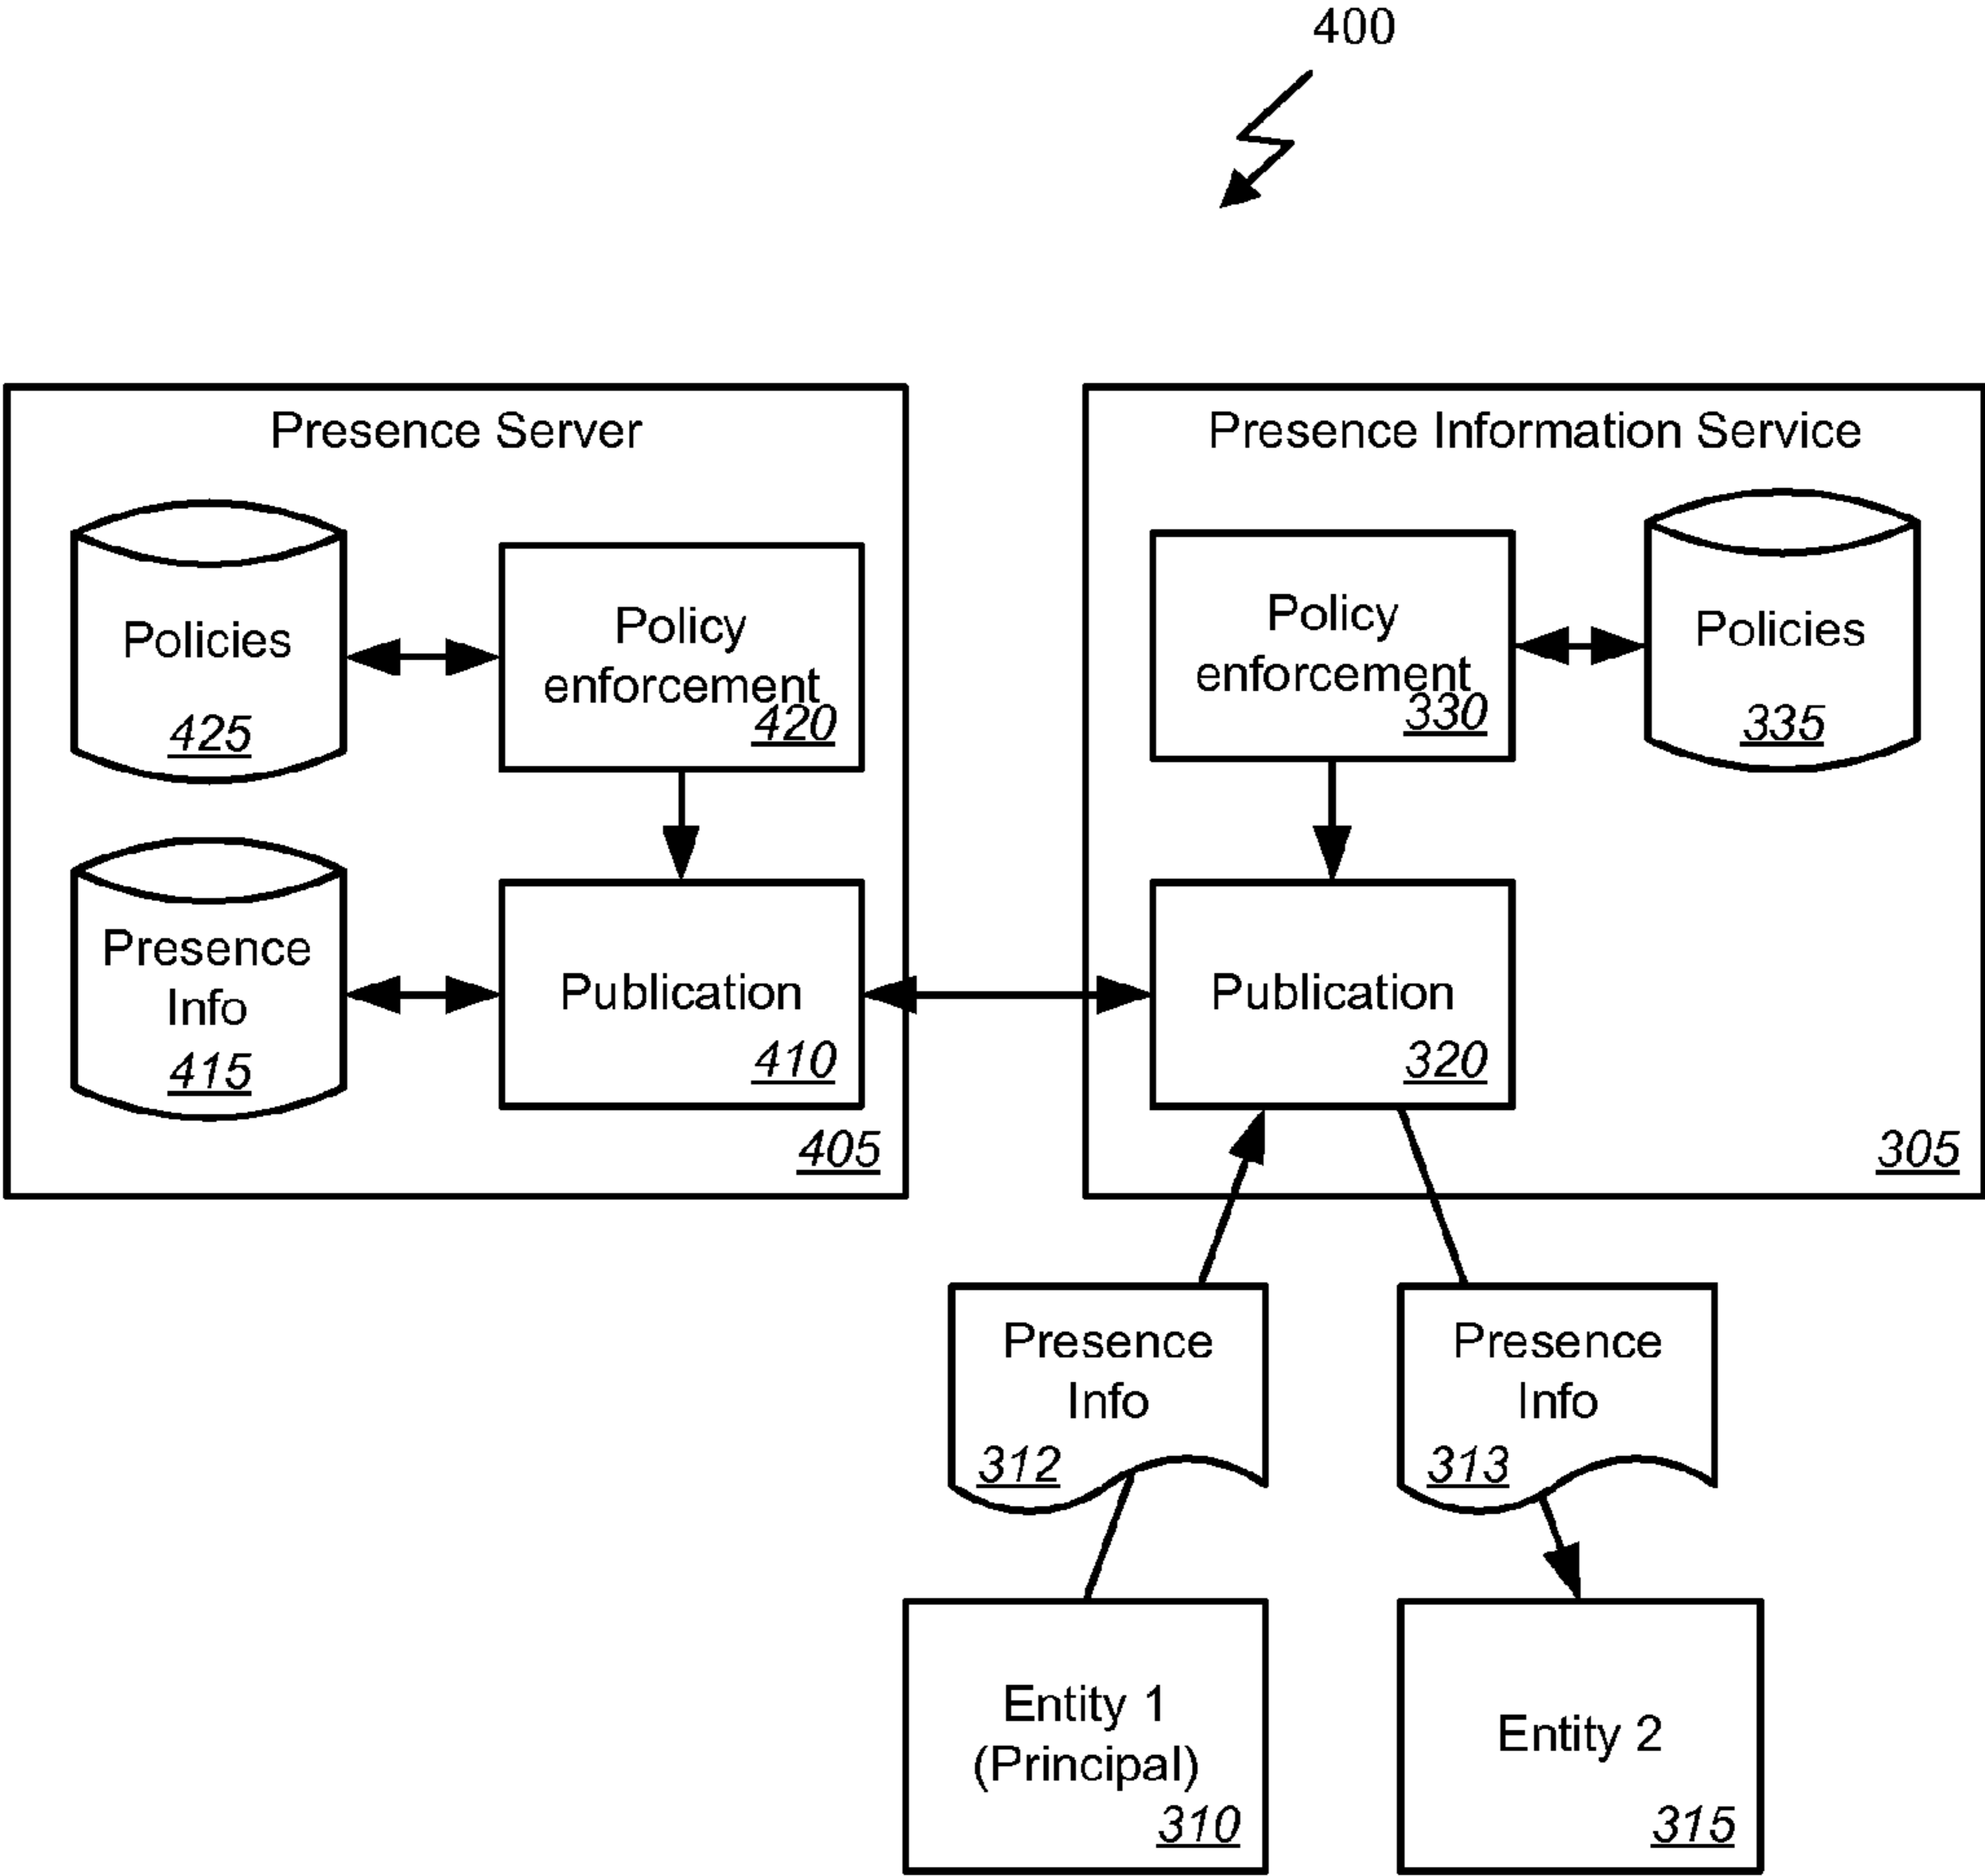 400
Presence Server
Policies
425
Policy
enforcement
420
Presence
Info
415
Publication
410
405
Presence Information Service
Policy
enforcement
330
Policies
335
Publication
320
305
Presence
Info
312
Presence
Info
313
Entity 1
(Principal)
310
Entity 2
315